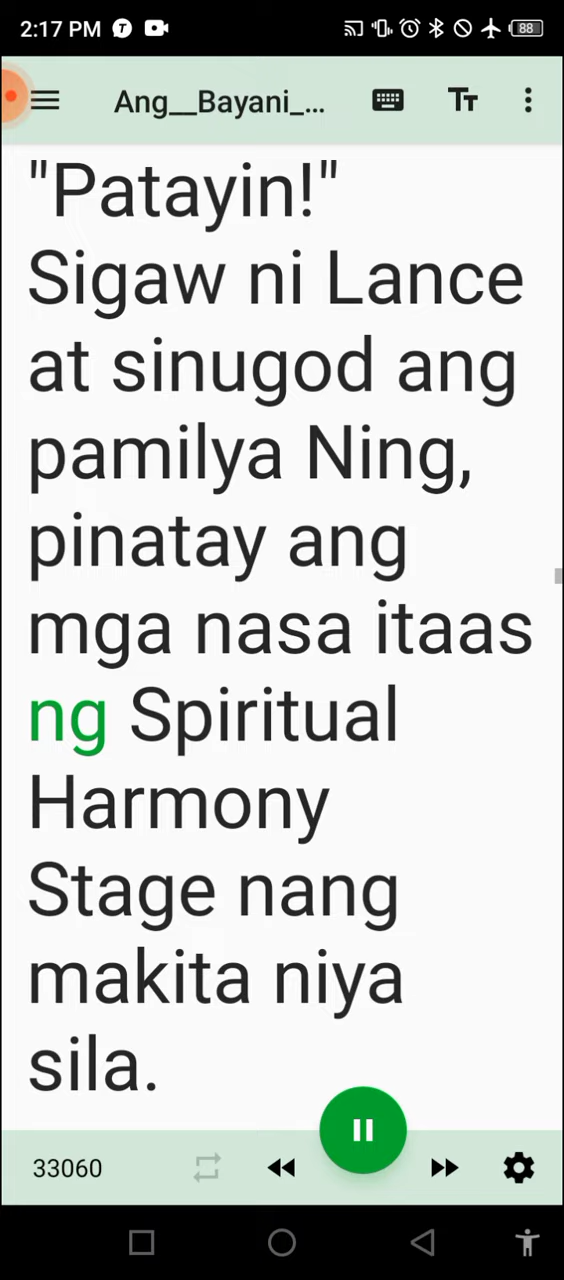 2:17 PM
88
Ang__Bayani_...
"Patayin!"
Sigaw ni Lance
at sinugod ang
pamilya Ning,
pinatay ang
mga nasa itaas
ng Spiritual
Harmony
Stage nang
makita niya
sila.
33060